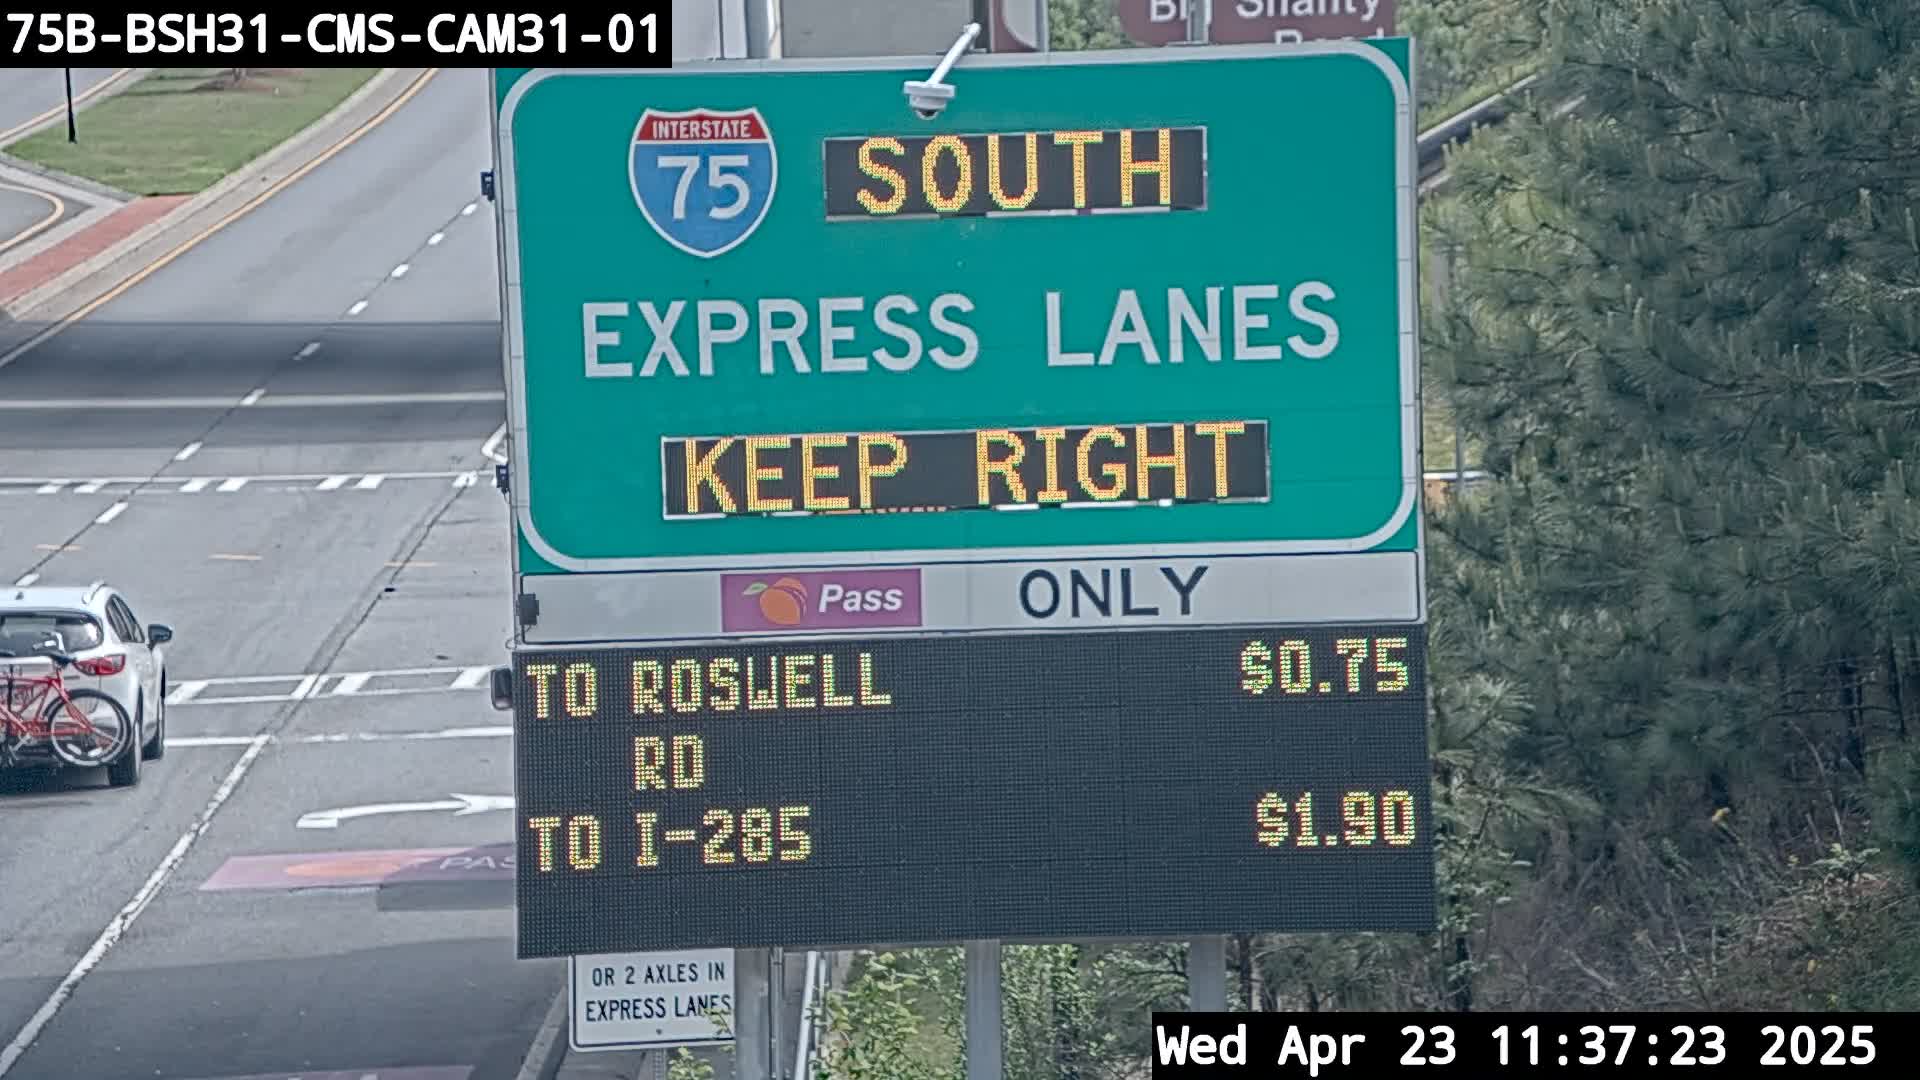 75B-BSH31-CMS-CAM31-01
Shanty
INTERSTATE
75
SOUTH
EXPRESS LANES
KEEP RIGHT
Pass ONLY
TO ROSWELL $0.75
RD
TO I-285 $1.90
OR 2 AXLES IN
EXPRESS LANES
Wed Apr 23 11:37:23 2025